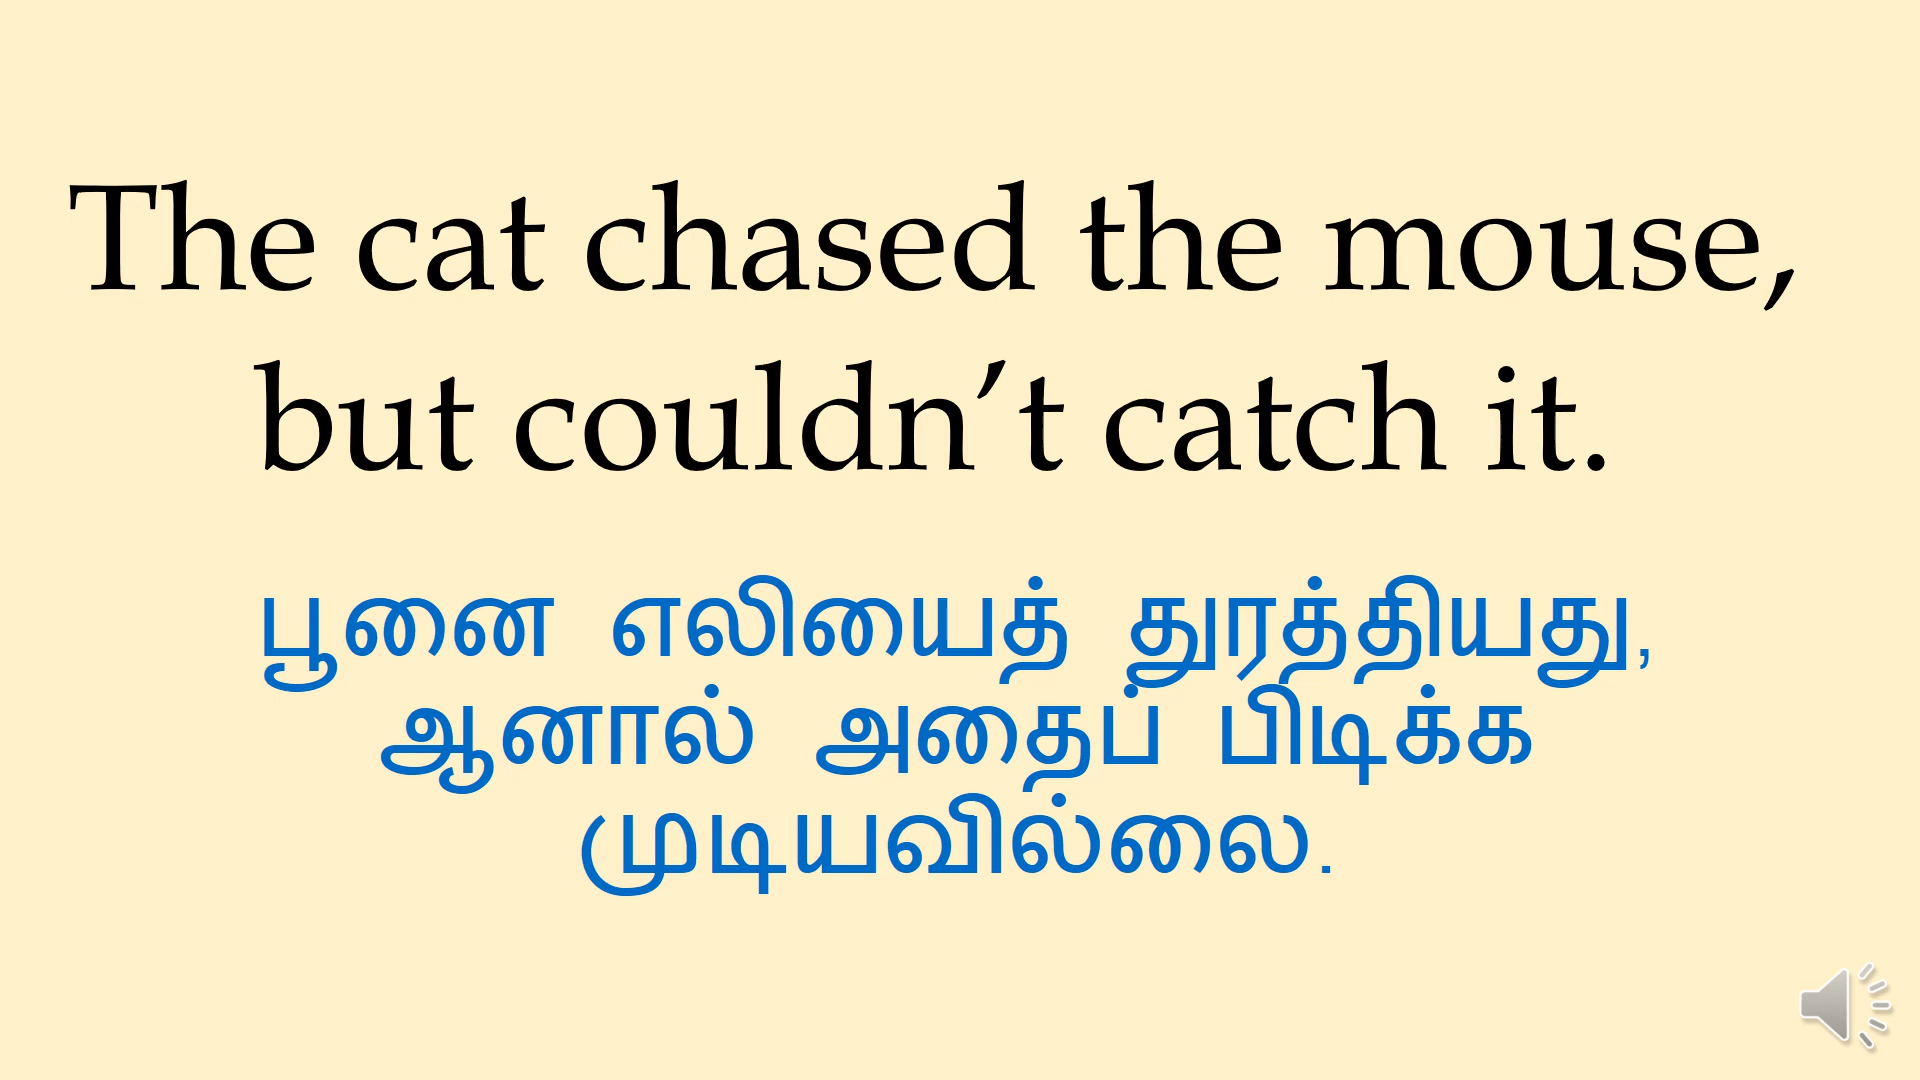 The cat chased the mouse,
but couldn’t catch it.
பூனை எலியைத் துரத்தியது,
ஆனால் அதைப் பிடிக்க
முடியவில்லை.